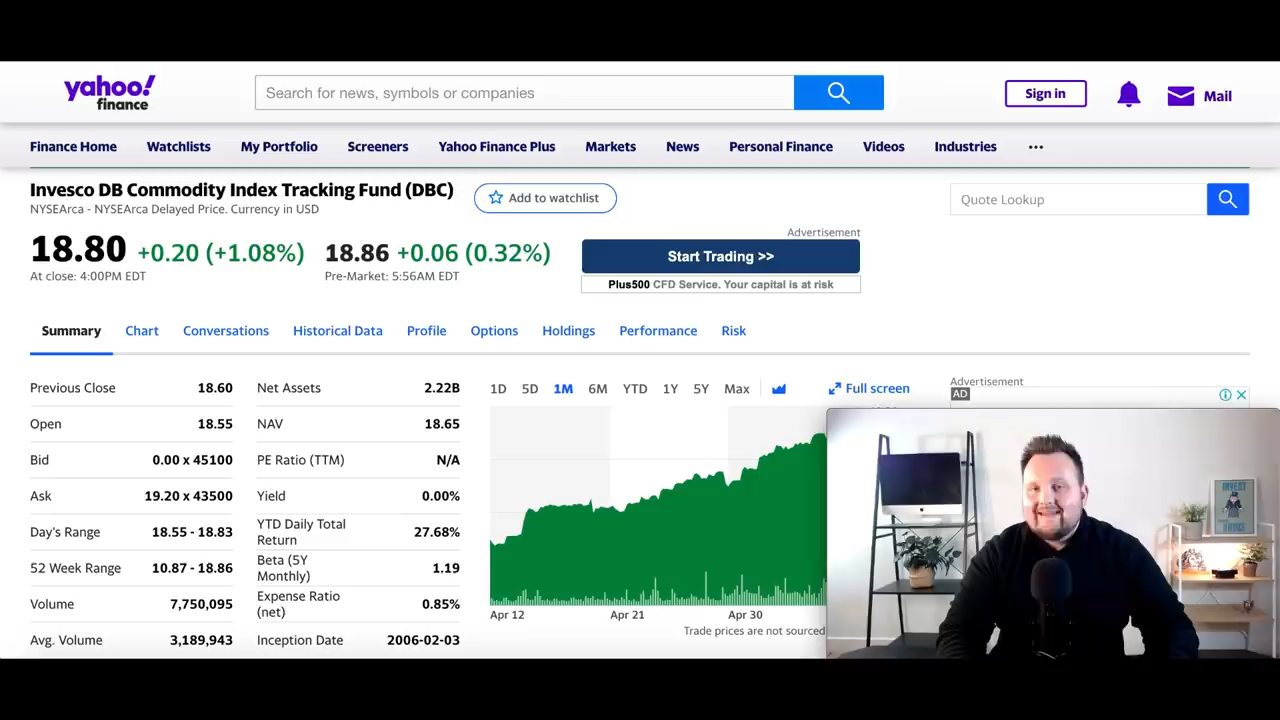 yahoo!
finance
Search for news, symbols or companies
Sign in
Mail
Finance Home Watchlists My Portfolio Screeners Yahoo Finance Plus Markets News Personal Finance Videos Industries ...
Invesco DB Commodity Index Tracking Fund (DBC)
NYSEArca - NYSEArca Delayed Price. Currency in USD
Add to watchlist
Quote Lookup
18.80 +0.20 (+1.08%)
At close: 4:00PM EDT
18.86 +0.06 (0.32%)
Pre-Market: 5:56AM EDT
Advertisement
Start Trading >>
Plus500 CFD Service. Your capital is at risk
Summary Chart Conversations Historical Data Profile Options Holdings Performance Risk
Previous Close 18.60
Open 18.55
Bid 0.00 x 45100
Ask 19.20 x 43500
Day's Range 18.55 - 18.83
52 Week Range 10.87 - 18.86
Volume 7,750,095
Avg. Volume 3,189,943
Net Assets 2.22B
NAV 18.65
PE Ratio (TTM) N/A
Yield 0.00%
YTD Daily Total
Return 27.68%
Beta (5Y
Monthly) 1.19
Expense Ratio
(net) 0.85%
Inception Date 2006-02-03
1D 5D 1M 6M YTD 1Y 5Y Max
Full screen
Apr 12 Apr 21 Apr 30
Trade prices are not sourced
Advertisement
AD
INVEST